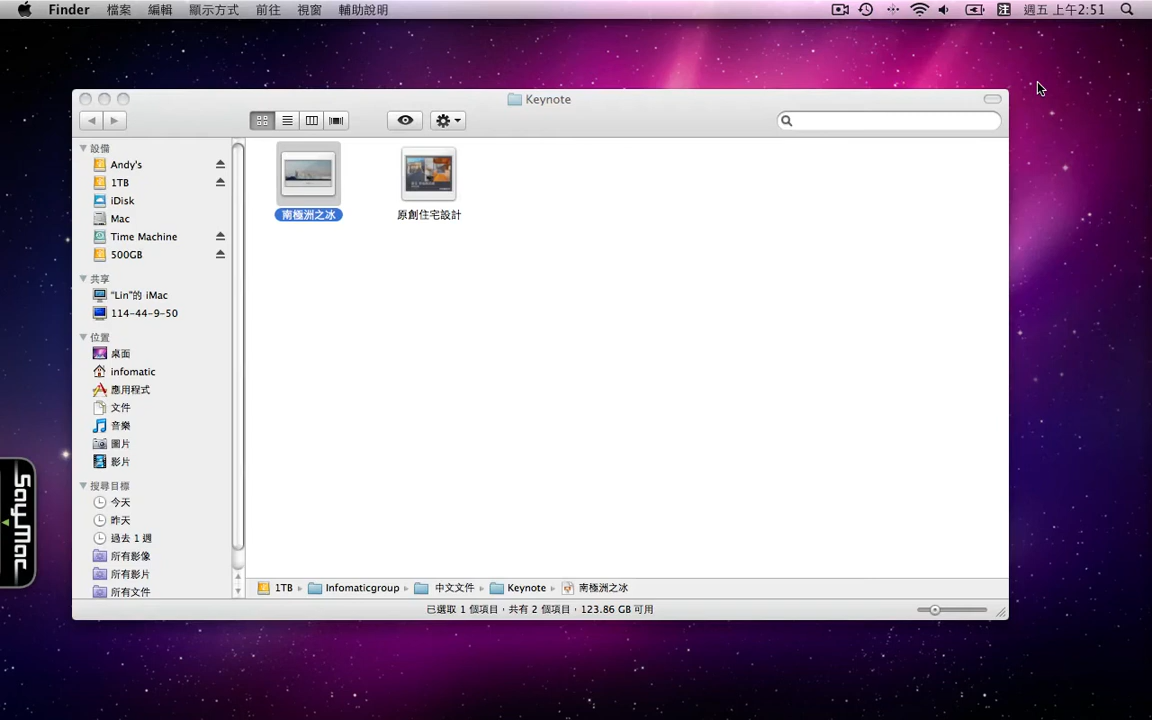 Finder 檔案 編輯 顯示方式 前往 視窗 輔助說明 注 週五 上午2:51
Keynote
設備
Andy's
1TB
iDisk
Mac
Time Machine
500GB
共享
“Lin”的 iMac
114-44-9-50
位置
桌面
infomatic
應用程式
文件
音樂
圖片
影片
搜尋目標
今天
昨天
過去 1 週
所有影像
所有影片
所有文件
南極洲之冰
原創住宅設計
1TB Infomaticgroup 中文文件 Keynote 南極洲之冰
已選取 1 個項目，共有 2 個項目，123.86 GB 可用
SayMac